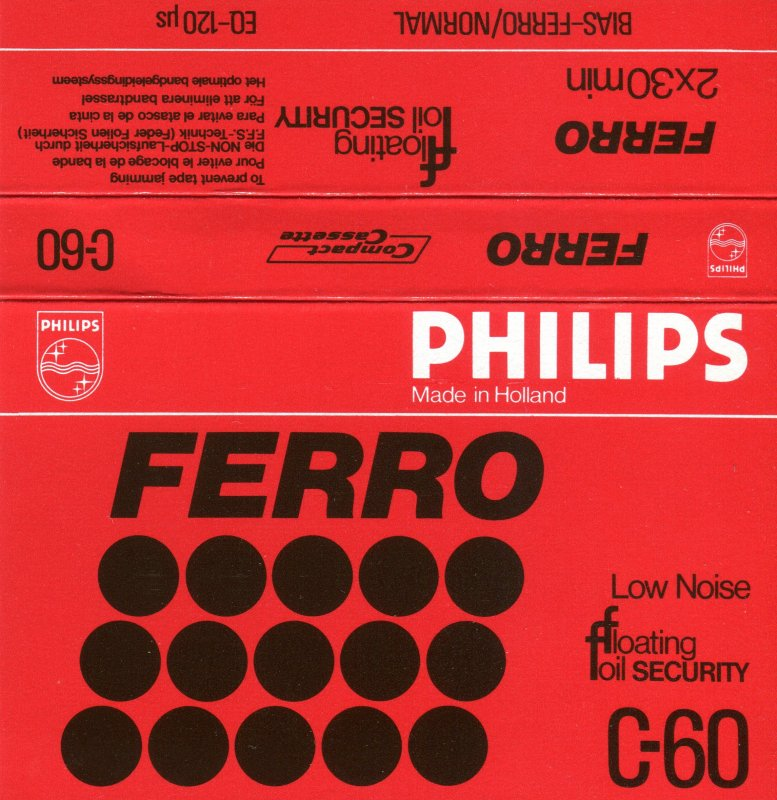 EQ-120 µs
BIAS-FERRO/NORMAL
2x30min
FERRO
floating
foil SECURITY
To prevent tape jamming
Pour eviter le blocage de la bande
Die NON-STOP-Laufsicherheit durch
F.F.S.-Technik (Feder Folien Sicherheit)
Para evitar el atasco de la cinta
För att eliminera bandtrassel
Het optimale bandgeleidingssysteem
PHILIPS
FERRO
Compact
Cassette
C-60
PHILIPS
PHILIPS
Made in Holland
FERRO
Low Noise
floating
foil SECURITY
C-60